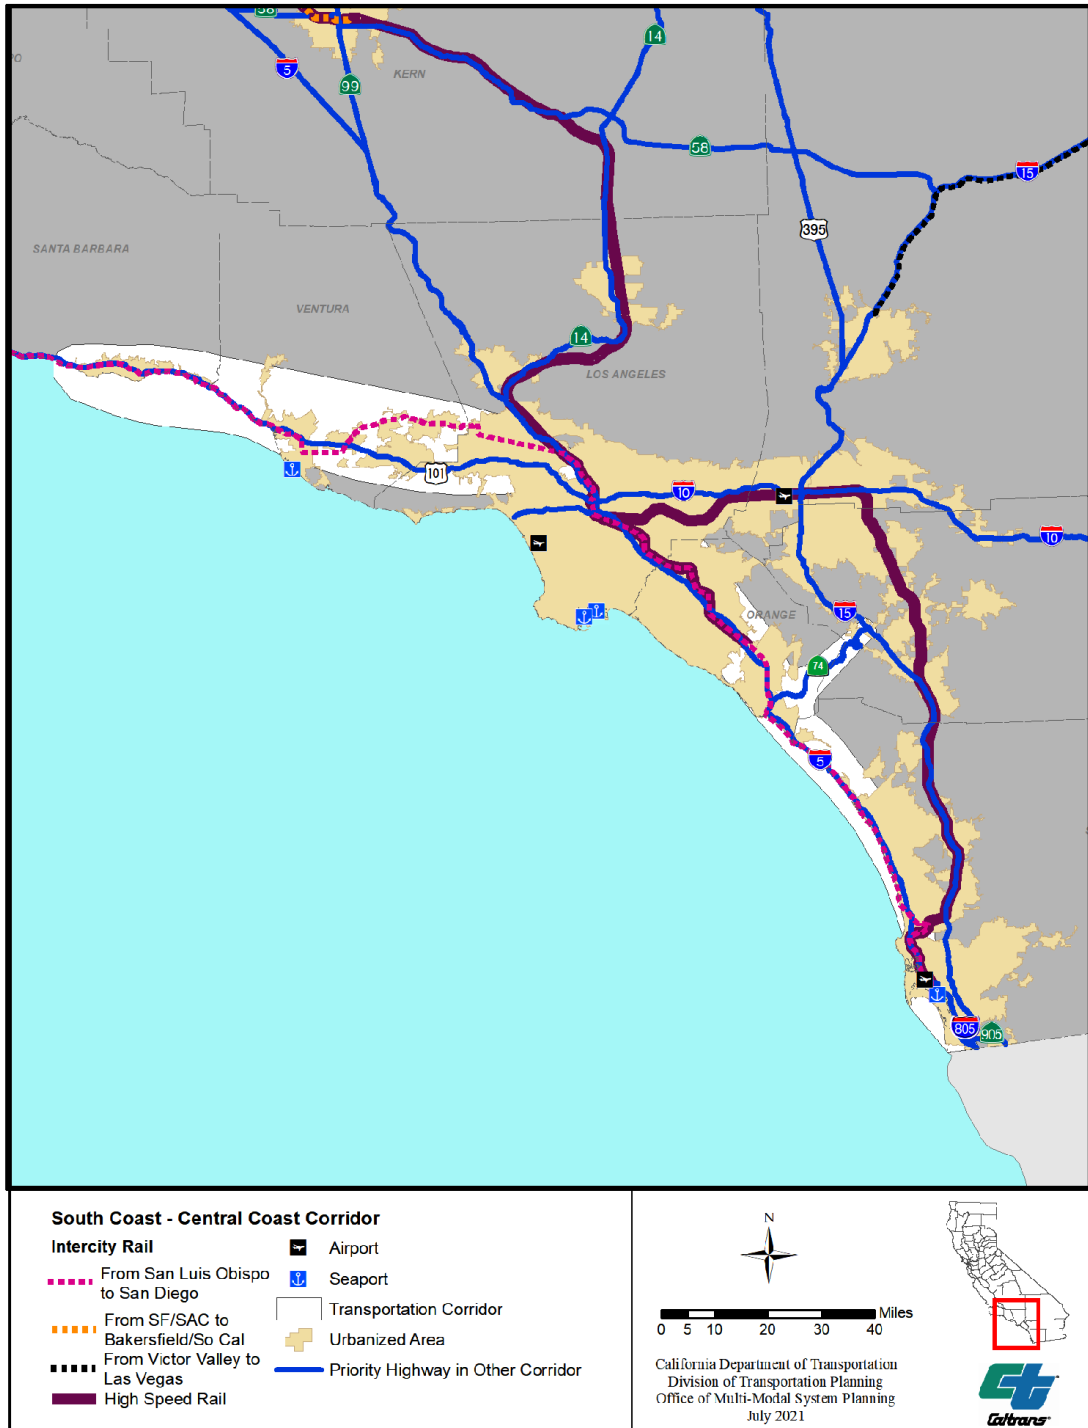 58
14
5
KERN
99
58
15
395
SANTA BARBARA
VENTURA
14
LOS ANGELES
101
10
10
ORANGE
15
74
5
805
905
South Coast - Central Coast Corridor
Intercity Rail
From San Luis Obispo
to San Diego
From SF/SAC to
Bakersfield/So Cal
From Victor Valley to
Las Vegas
High Speed Rail
Airport
Seaport
Transportation Corridor
Urbanized Area
Priority Highway in Other Corridor
N
Miles
0 5 10 20 30 40
California Department of Transportation
Division of Transportation Planning
Office of Multi-Modal System Planning
July 2021
Caltrans